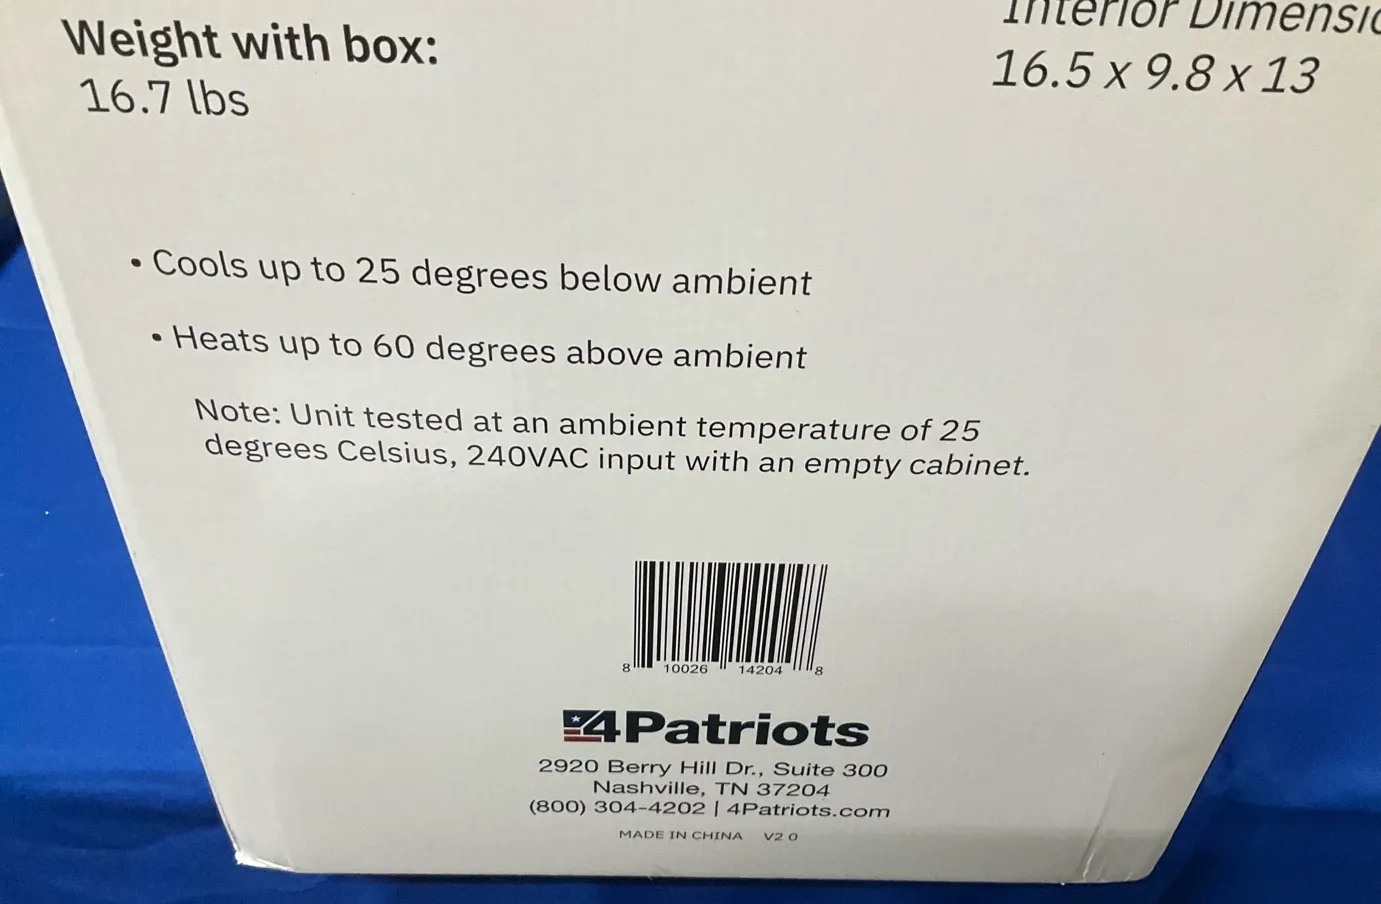 Weight with box:
16.7 lbs
Interior Dimensio
16.5 x 9.8 x 13
• Cools up to 25 degrees below ambient
• Heats up to 60 degrees above ambient
Note: Unit tested at an ambient temperature of 25
degrees Celsius, 240VAC input with an empty cabinet.
8 10026 14204 8
4Patriots
2920 Berry Hill Dr., Suite 300
Nashville, TN 37204
(800) 304-4202 | 4Patriots.com
MADE IN CHINA V2 0